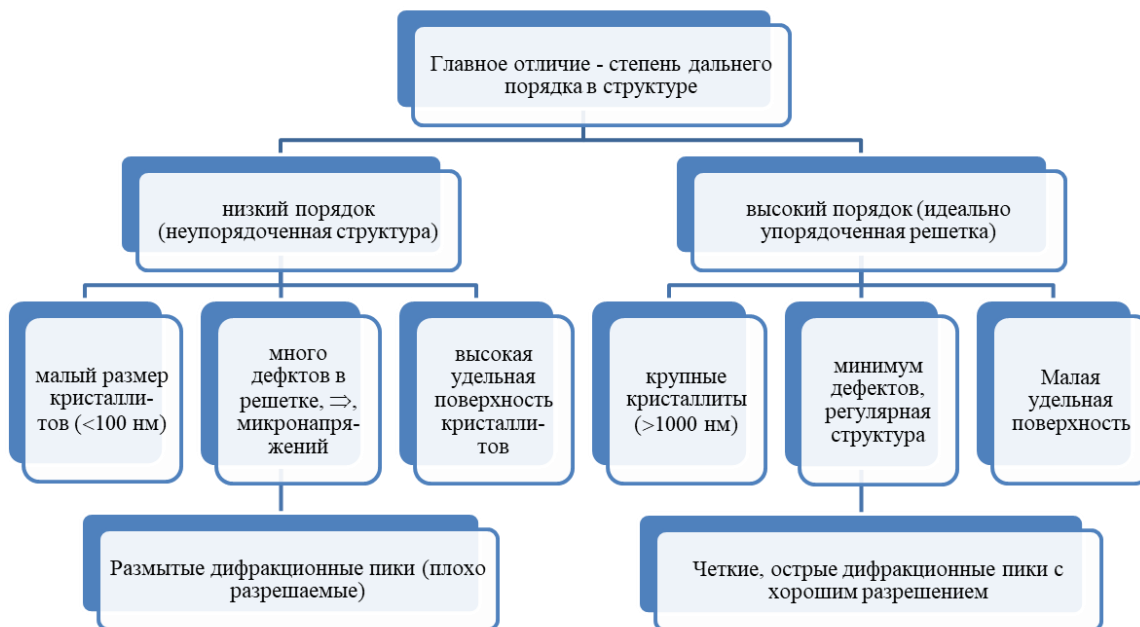 Главное отличие - степень дальнего
порядка в структуре
низкий порядок
(неупорядоченная структура)
высокий порядок (идеально
упорядоченная решетка)
малый размер
кристалли-
тов (<100 нм)
много
дефктов в
решетке, ⇒,
микронапря-
жений
высокая
удельная
поверхность
кристалли-
тов
крупные
кристаллиты
(>1000 нм)
минимум
дефектов,
регулярная
структура
Малая
удельная
поверхность
Размытые дифракционные пики (плохо
разрешаемые)
Четкие, острые дифракционные пики с
хорошим разрешением